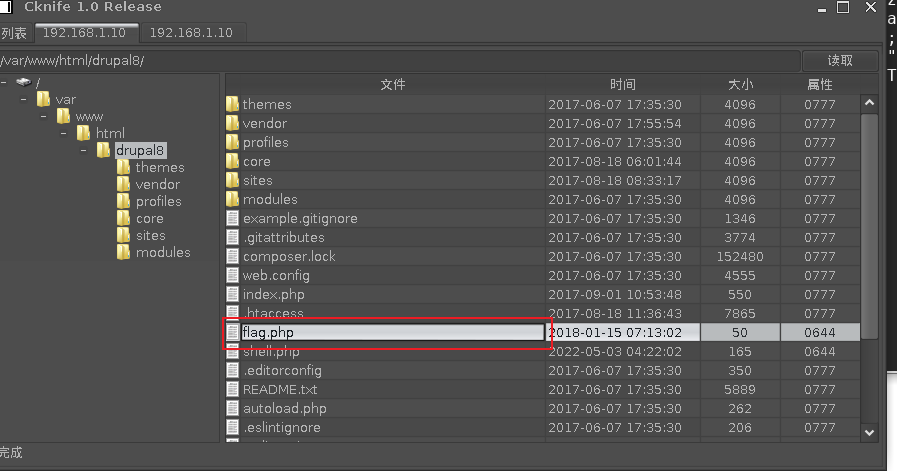 Cknife 1.0 Release
列表 192.168.1.10 192.168.1.10
/var/www/html/drupal8/ 读取
/
var
www
html
drupal8
themes
vendor
profiles
core
sites
modules
文件 时间 大小 属性
themes 2017-06-07 17:35:30 4096 0777
vendor 2017-06-07 17:55:54 4096 0777
profiles 2017-06-07 17:35:30 4096 0777
core 2017-08-18 06:01:44 4096 0777
sites 2017-08-18 08:33:17 4096 0777
modules 2017-06-07 17:35:30 4096 0777
example.gitignore 2017-06-07 17:35:30 1346 0777
.gitattributes 2017-06-07 17:35:30 3774 0777
composer.lock 2017-06-07 17:35:30 152480 0777
web.config 2017-06-07 17:35:30 4555 0777
index.php 2017-09-01 10:53:48 550 0777
.htaccess 2017-08-18 11:36:43 7865 0777
flag.php 2018-01-15 07:13:02 50 0644
shell.php 2022-05-03 04:22:02 165 0644
.editorconfig 2017-06-07 17:35:30 350 0777
README.txt 2017-06-07 17:35:30 5889 0777
autoload.php 2017-06-07 17:35:30 262 0777
.eslintignore 2017-06-07 17:35:30 206 0777
完成
a
;
"
T